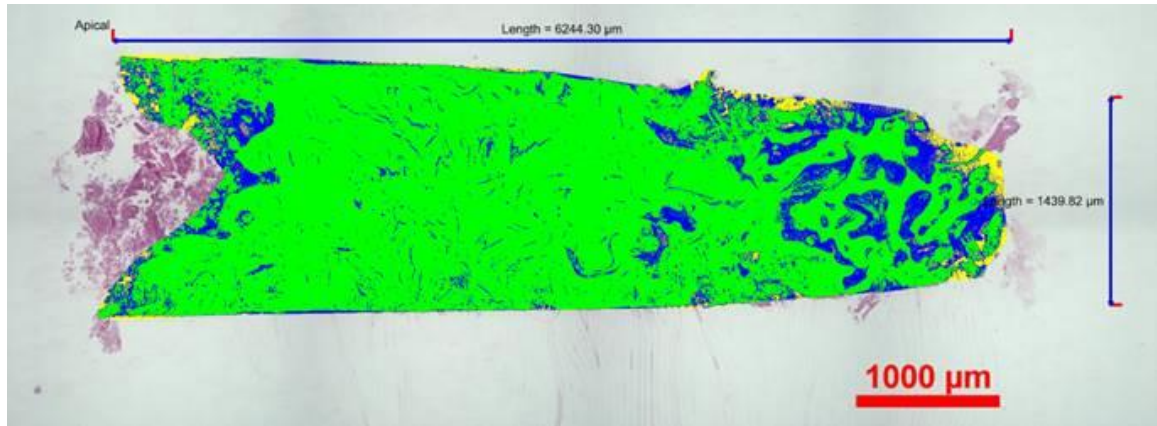 Apical
Length = 6244.30 µm
Length = 1439.82 µm
1000 µm